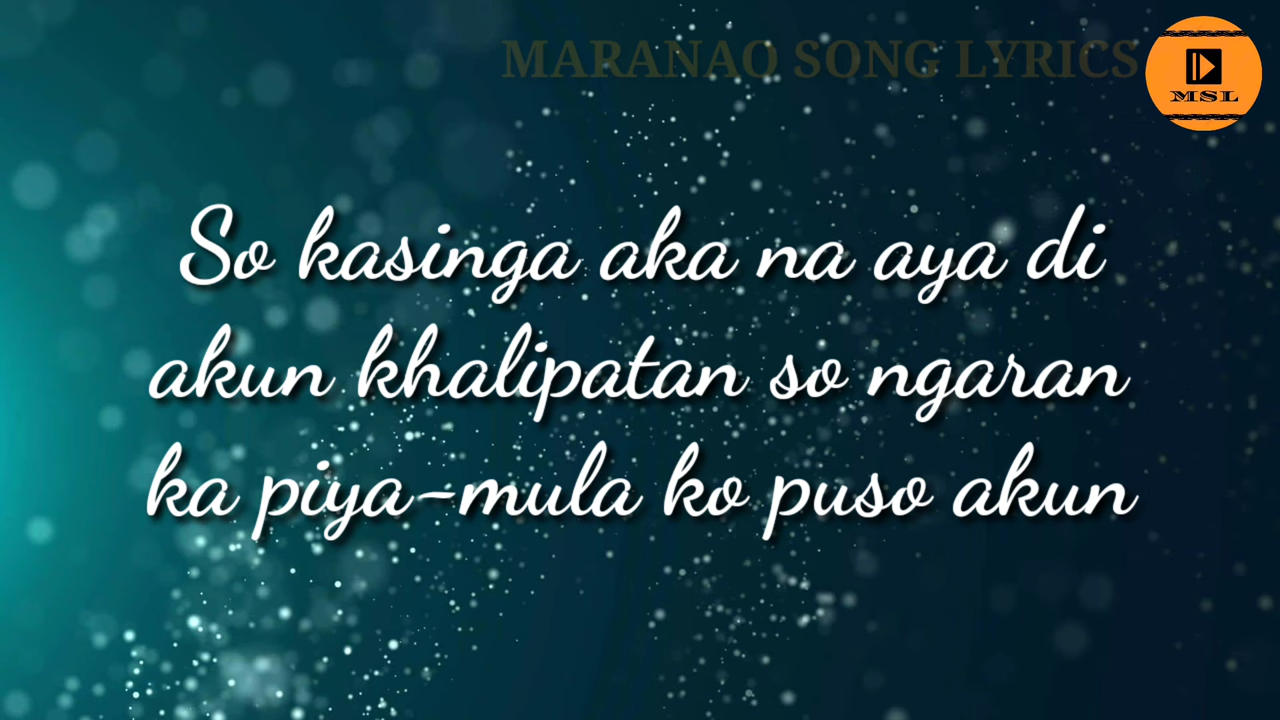 MARANAO SONG LYRICS
MSL
So kasinga aka na aya di
akun khalipatan so ngaran
ka piya-mula ko puso akun